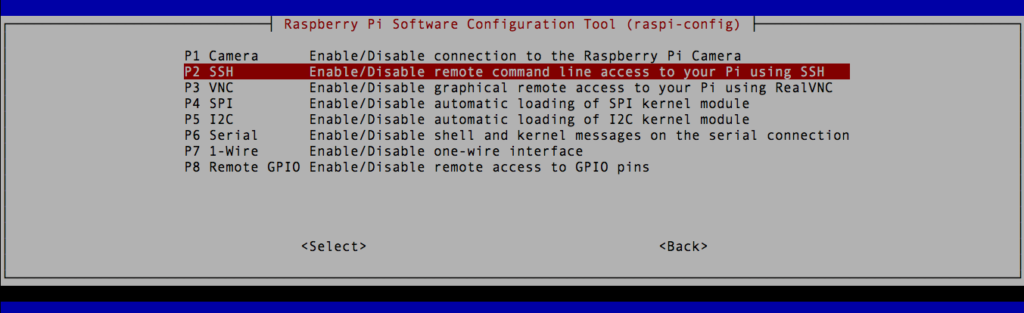 Raspberry Pi Software Configuration Tool (raspi-config)
P1 Camera Enable/Disable connection to the Raspberry Pi Camera
P2 SSH Enable/Disable remote command line access to your Pi using SSH
P3 VNC Enable/Disable graphical remote access to your Pi using RealVNC
P4 SPI Enable/Disable automatic loading of SPI kernel module
P5 I2C Enable/Disable automatic loading of I2C kernel module
P6 Serial Enable/Disable shell and kernel messages on the serial connection
P7 1-Wire Enable/Disable one-wire interface
P8 Remote GPIO Enable/Disable remote access to GPIO pins
<Select> <Back>